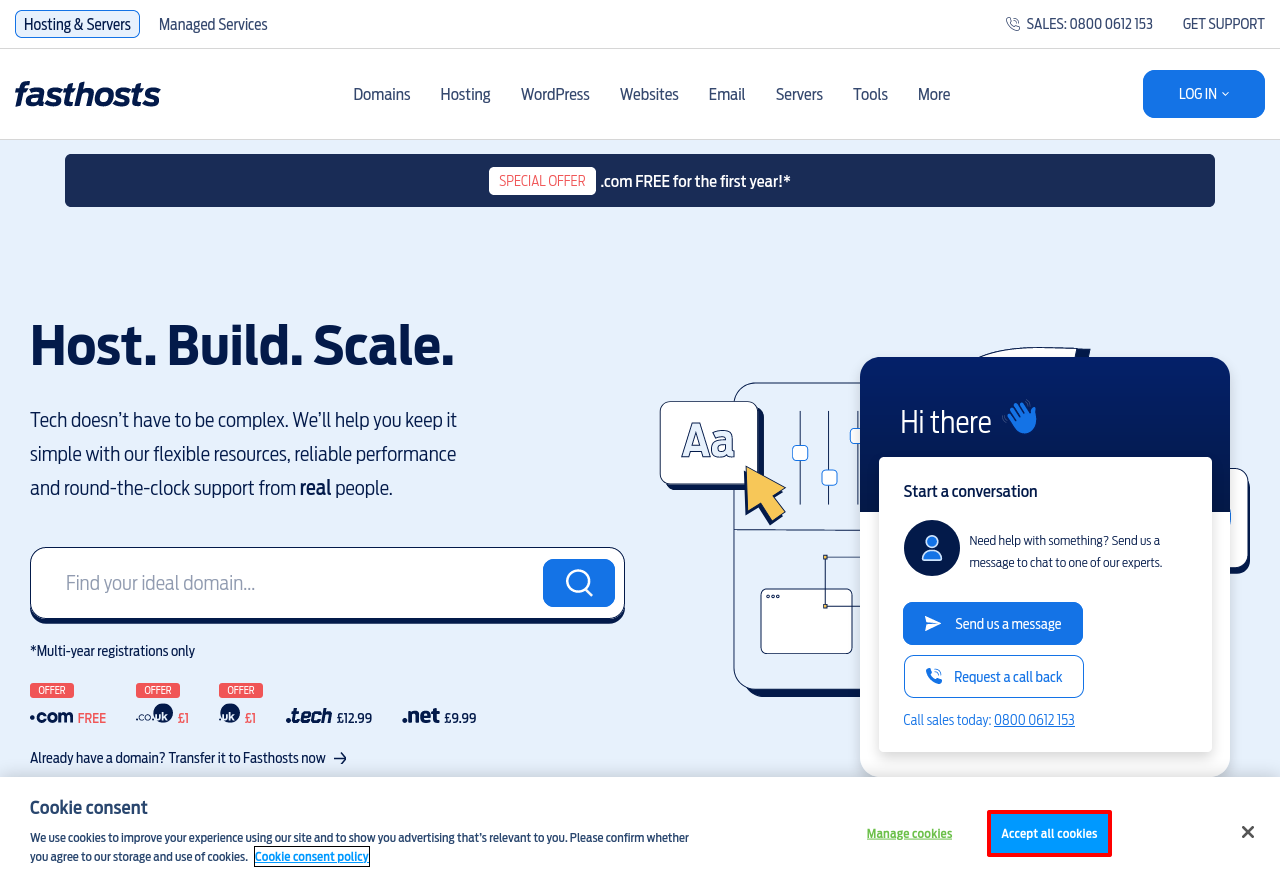 Hosting & Servers
Managed Services
SALES: 0800 0612 153
GET SUPPORT
fasthosts
Domains
Hosting
WordPress
Websites
Email
Servers
Tools
More
LOG IN
SPECIAL OFFER .com FREE for the first year!*
Host. Build. Scale.
Tech doesn't have to be complex. We'll help you keep it
simple with our flexible resources, reliable performance
and round-the-clock support from real people.
Find your ideal domain...
*Multi-year registrations only
OFFER
.com FREE
OFFER
.co.uk £1
OFFER
.uk £1
.tech £12.99
.net £9.99
Already have a domain? Transfer it to Fasthosts now
Aa
Hi there
Start a conversation
Need help with something? Send us a
message to chat to one of our experts.
Send us a message
Request a call back
Call sales today: 0800 0612 153
Cookie consent
We use cookies to improve your experience using our site and to show you advertising that's relevant to you. Please confirm whether
you agree to our storage and use of cookies. Cookie consent policy
Manage cookies
Accept all cookies